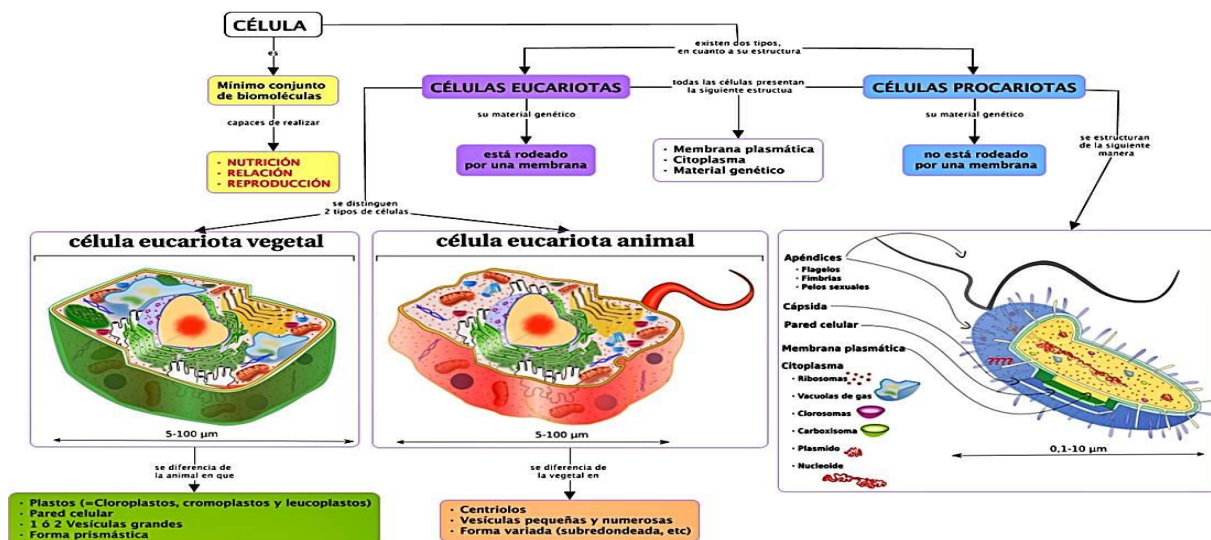 CÉLULA
es
Mínimo conjunto
de biomoléculas
capaces de realizar
· NUTRICIÓN
· RELACIÓN
· REPRODUCCIÓN
existen dos tipos,
en cuanto a su estructura
CÉLULAS EUCARIOTAS
todas las células presentan
la siguiente estructua
CÉLULAS PROCARIOTAS
su material genético
está rodeado
por una membrana
· Membrana plasmática
· Citoplasma
· Material genético
su material genético
no está rodeado
por una membrana
se estructuran
de la siguiente
manera
se distinguen
2 tipos de células
célula eucariota vegetal
5-100 µm
célula eucariota animal
5-100 µm
Apéndices
· Flagelos
· Fimbrias
· Pelos sexuales
Cápsida
Pared celular
Membrana plasmática
Citoplasma
· Ribosomas
· Vacuolas de gas
· Clorosomas
· Carboxisoma
· Plasmido
· Nucleoide
0,1-10 µm
se diferencia de
la animal en que
· Plastos (=Cloroplastos, cromoplastos y leucoplastos)
· Pared celular
· 1 ó 2 Vesículas grandes
· Forma prismástica
se diferencia de
la vegetal en
· Centriolos
· Vesículas pequeñas y numerosas
· Forma variada (subredondeada, etc)